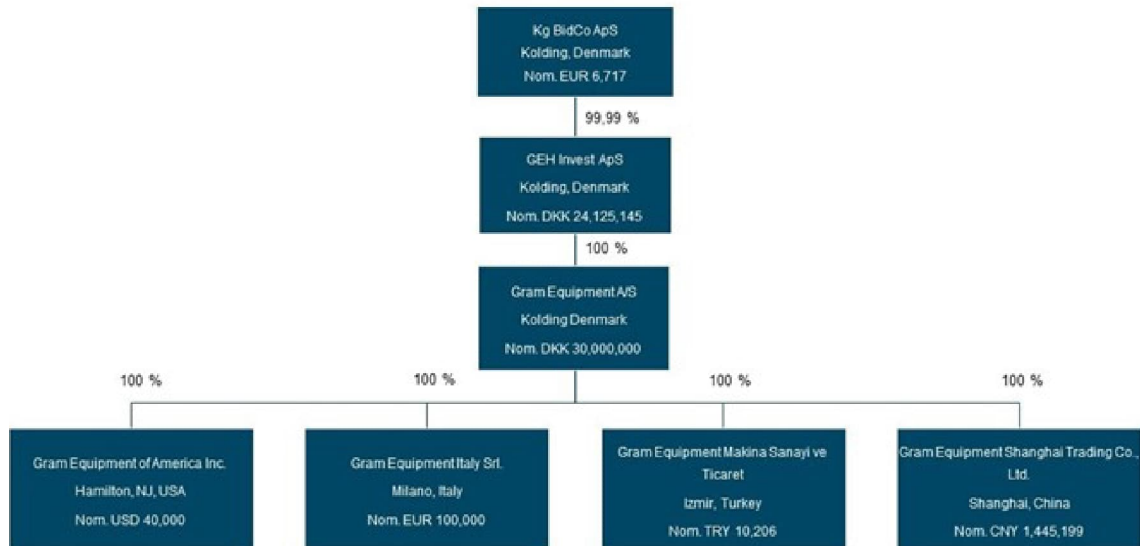 Kg BidCo ApS
Kolding, Denmark
Nom. EUR 6,717
99,99 %
GEH Invest ApS
Kolding, Denmark
Nom. DKK 24,125,145
100 %
Gram Equipment A/S
Kolding Denmark
Nom. DKK 30,000,000
100 %
100 %
100 %
100 %
Gram Equipment of America Inc.
Hamilton, NJ, USA
Nom. USD 40,000
Gram Equipment Italy Srl.
Milano, Italy
Nom. EUR 100,000
Gram Equipment Makina Sanayi ve
Ticaret
Izmir, Turkey
Nom. TRY 10,206
Gram Equipment Shanghai Trading Co.,
Ltd.
Shanghai, China
Nom. CNY 1,445,199